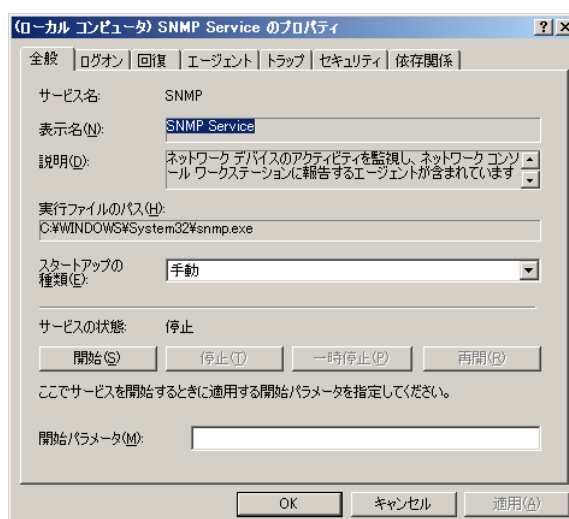 (ローカル コンピュータ) SNMP Service のプロパティ
全般 ログオン 回復 エージェント トラップ セキュリティ 依存関係
サービス名: SNMP
表示名(N): SNMP Service
説明(D): ネットワーク デバイスのアクティビティを監視し、ネットワーク コンソ
ール ワークステーションに報告するエージェントが含まれています
実行ファイルのパス(H):
C:¥WINDOWS¥System32¥snmp.exe
スタートアップの
種類(E): 手動
サービスの状態: 停止
開始(S) 停止(T) 一時停止(P) 再開(R)
ここでサービスを開始するときに適用する開始パラメータを指定してください。
開始パラメータ(M):
OK キャンセル 適用(A)